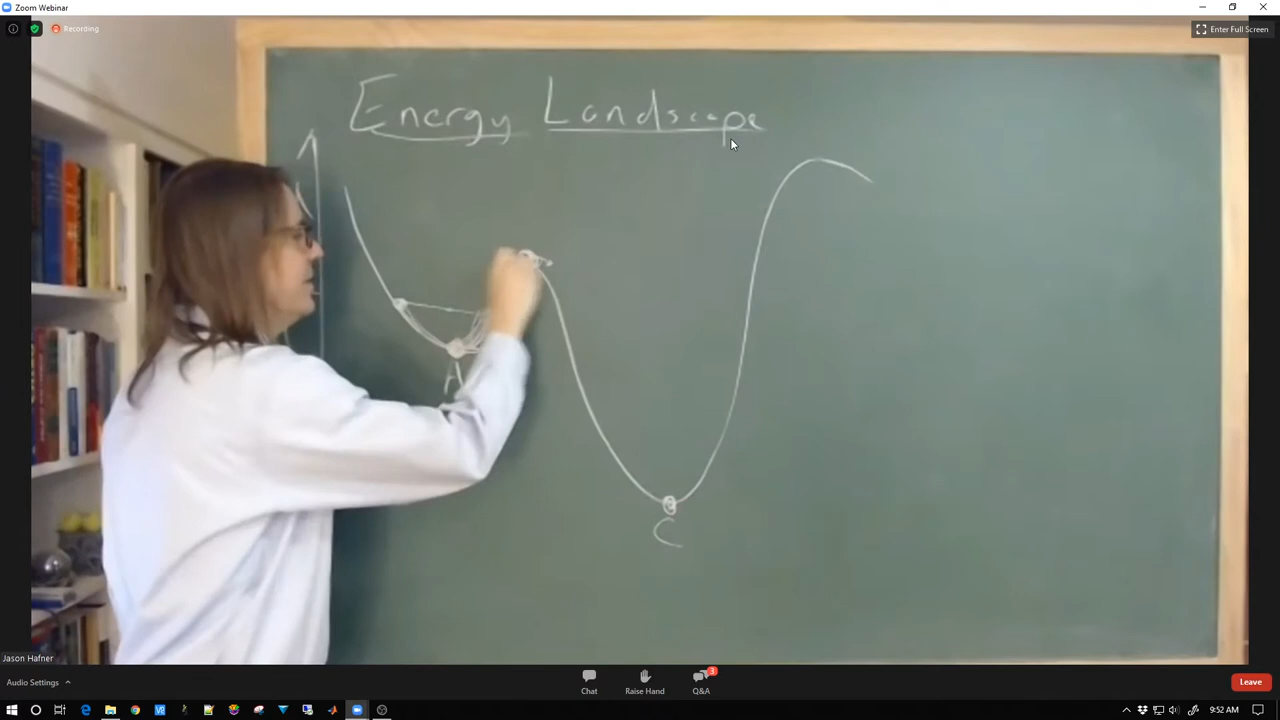 Zoom Webinar
Recording
Enter Full Screen
Energy Landscape
C
Jason Hafner
Audio Settings
Chat
Raise Hand
3
Q&A
Leave
9:52 AM